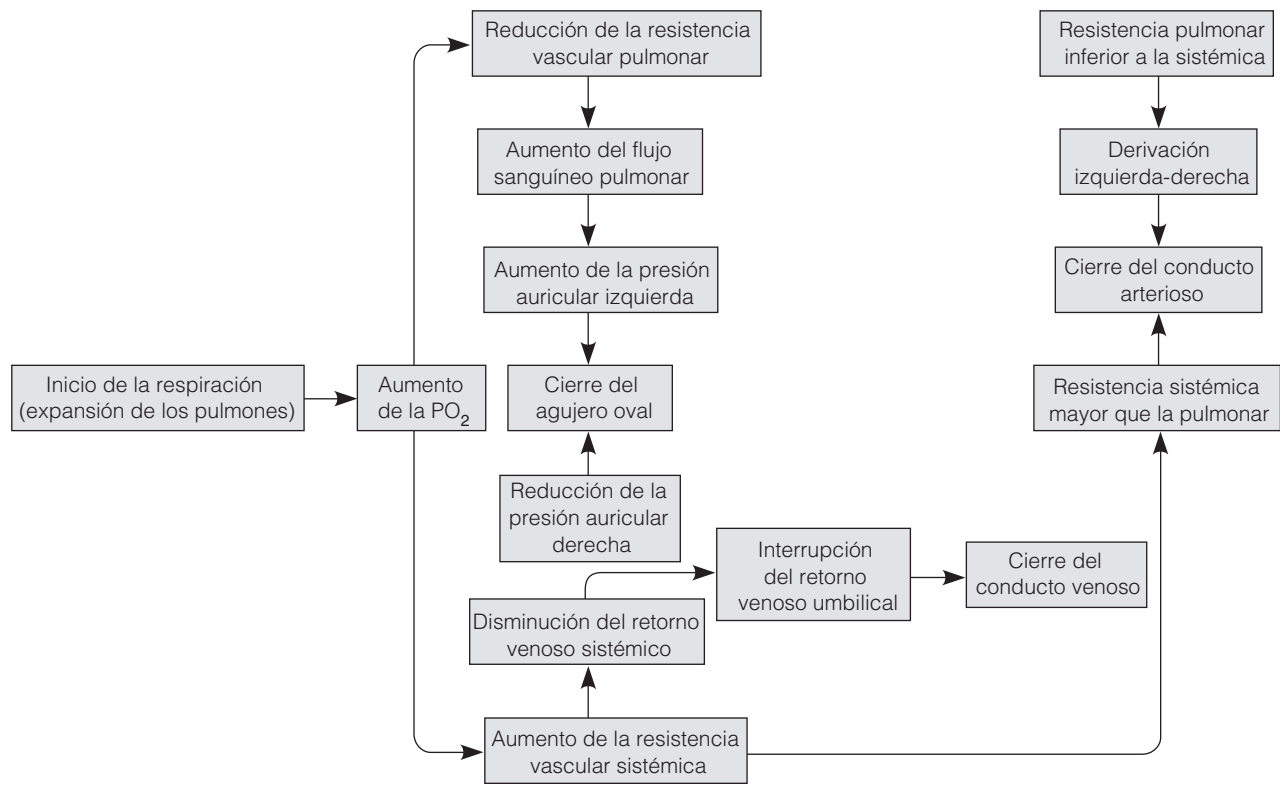 Reducción de la resistencia
vascular pulmonar
Resistencia pulmonar
inferior a la sistémica
Aumento del flujo
sanguíneo pulmonar
Derivación
izquierda-derecha
Aumento de la presión
auricular izquierda
Cierre del conducto
arterioso
Inicio de la respiración
(expansión de los pulmones)
Aumento
de la PO2
Cierre del
agujero oval
Resistencia sistémica
mayor que la pulmonar
Reducción de la
presión auricular
derecha
Interrupción
del retorno
venoso umbilical
Cierre del
conducto venoso
Disminución del retorno
venoso sistémico
Aumento de la resistencia
vascular sistémica